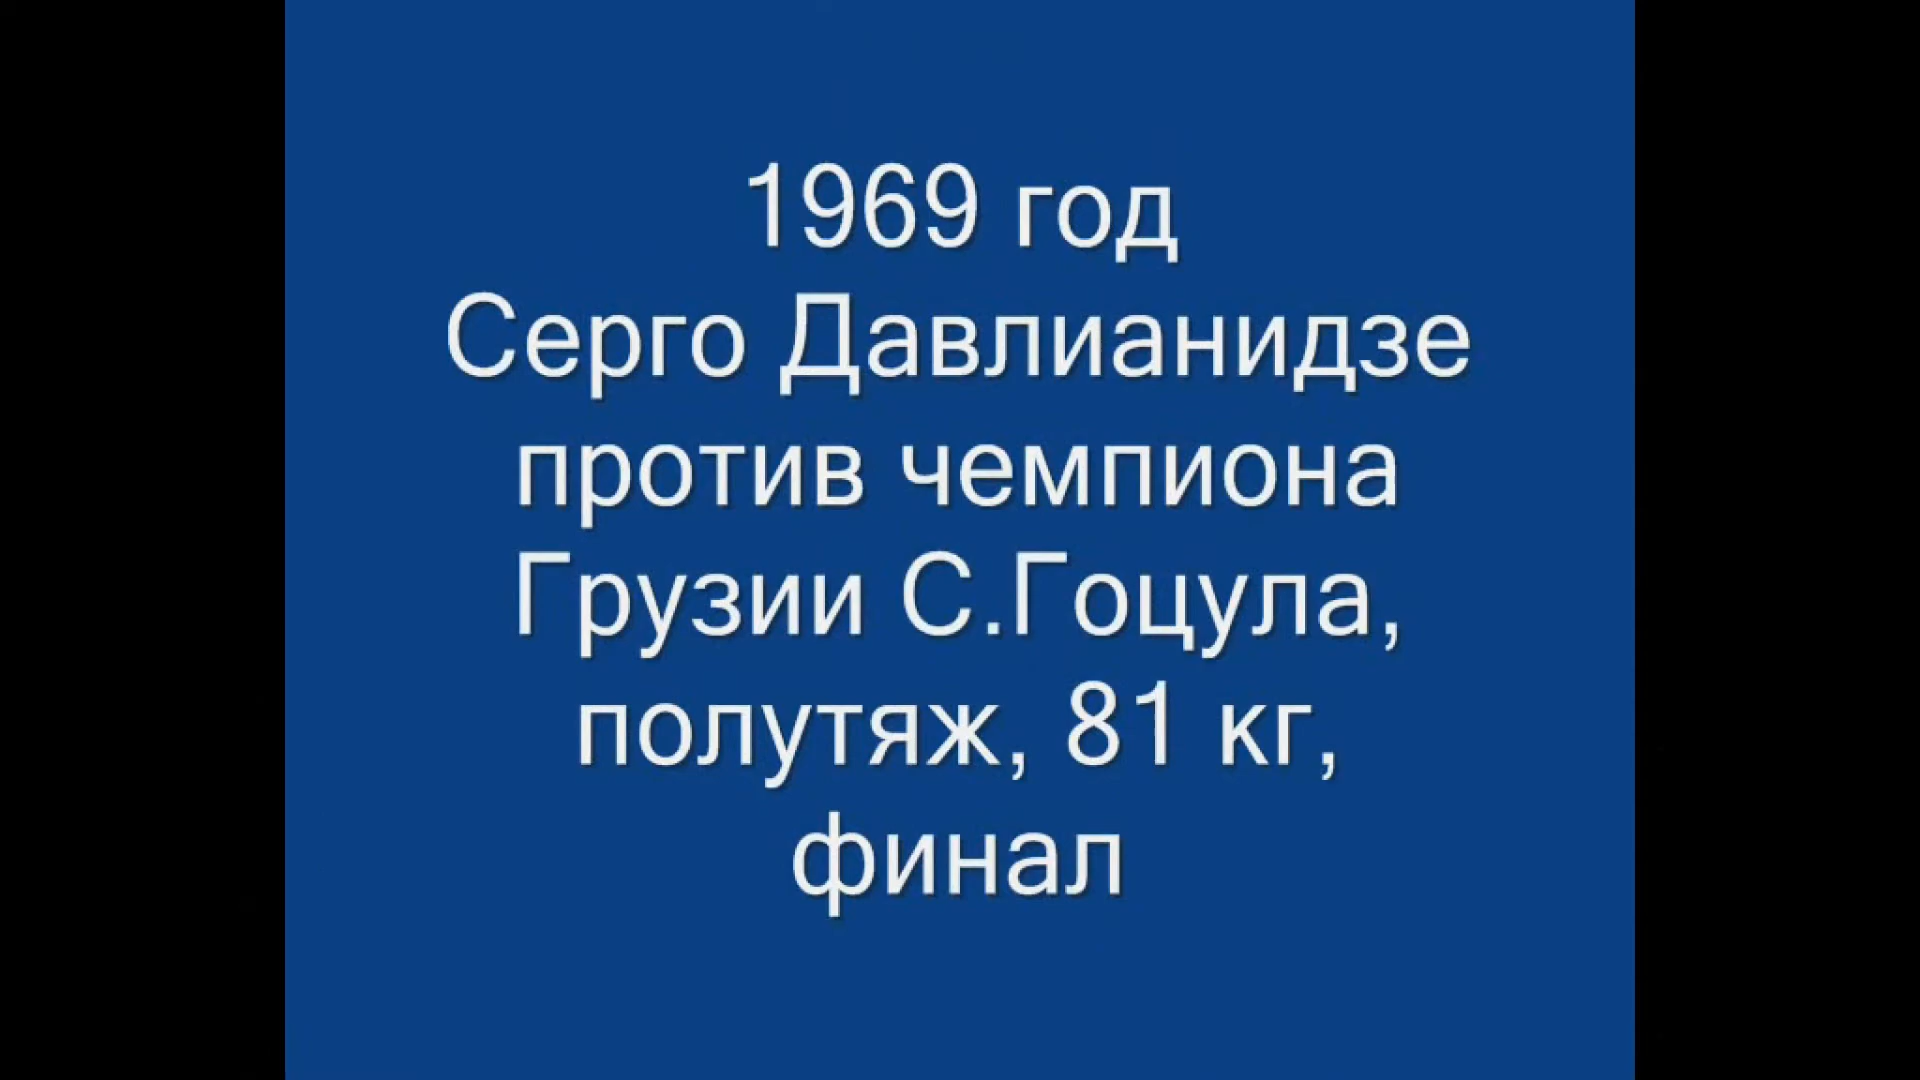 1969 год
Серго Давлианидзе
против чемпиона
Грузии С.Гоцула,
полутяж, 81 кг,
финал